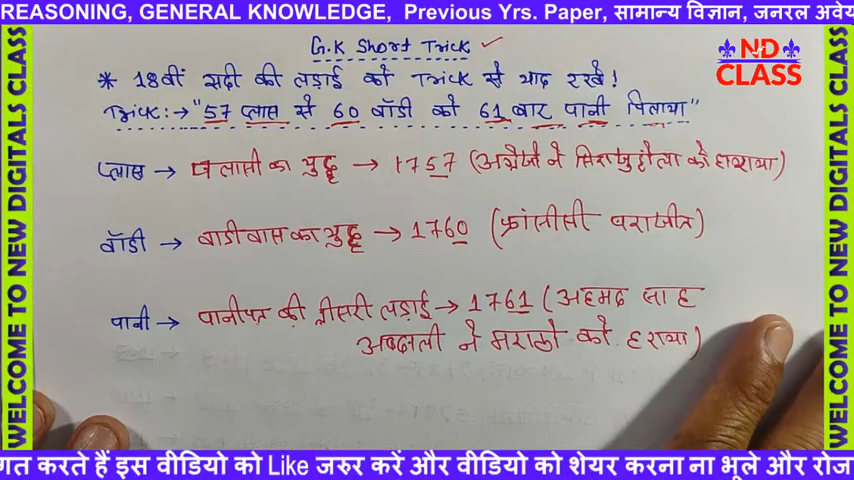 REASONING, GENERAL KNOWLEDGE, Previous Yrs. Paper, सामान्य विज्ञान, जनरल अवेय
G.K Short Trick
ND
CLASS
* 18वीं सदी की लड़ाई को Trick से याद रखें!
Trick:→ "57 प्लास से 60 बॉडी को 61 बार पानी पिलाया"
प्लास → पलासी का युद्ध → 1757 (अंग्रेजो ने सिराजुद्दौला को हराया)
बॉडी → वाडीवास का युद्ध → 1760 (फ्रांसीसी पराजीत)
पानी → पानीपत की तीसरी लड़ाई → 1761 (अहमद शाह
अब्दाली ने मराठो को हराया)
WELCOME TO NEW DIGITALS CLASS
WELCOME TO NEW DIGITALS CLASS
गत करते हैं इस वीडियो को Like जरुर करें और वीडियो को शेयर करना ना भूले और रोज